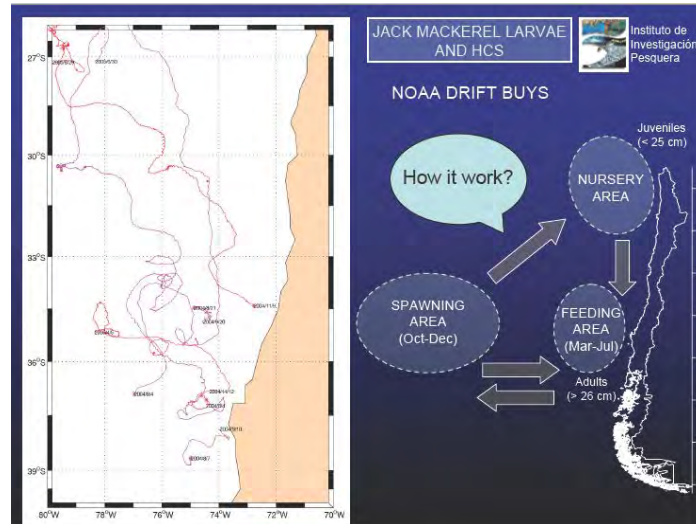 JACK MACKEREL LARVAE
AND HCS
Instituto de
Investigación
Pesquera
NOAA DRIFT BUYS
How it work?
Juveniles
(< 25 cm)
NURSERY
AREA
SPAWNING
AREA
(Oct-Dec)
FEEDING
AREA
(Mar-Jul)
Adults
(> 26 cm)
27°S
30°S
33°S
36°S
39°S
80°W
78°W
76°W
74°W
72°W
70°W